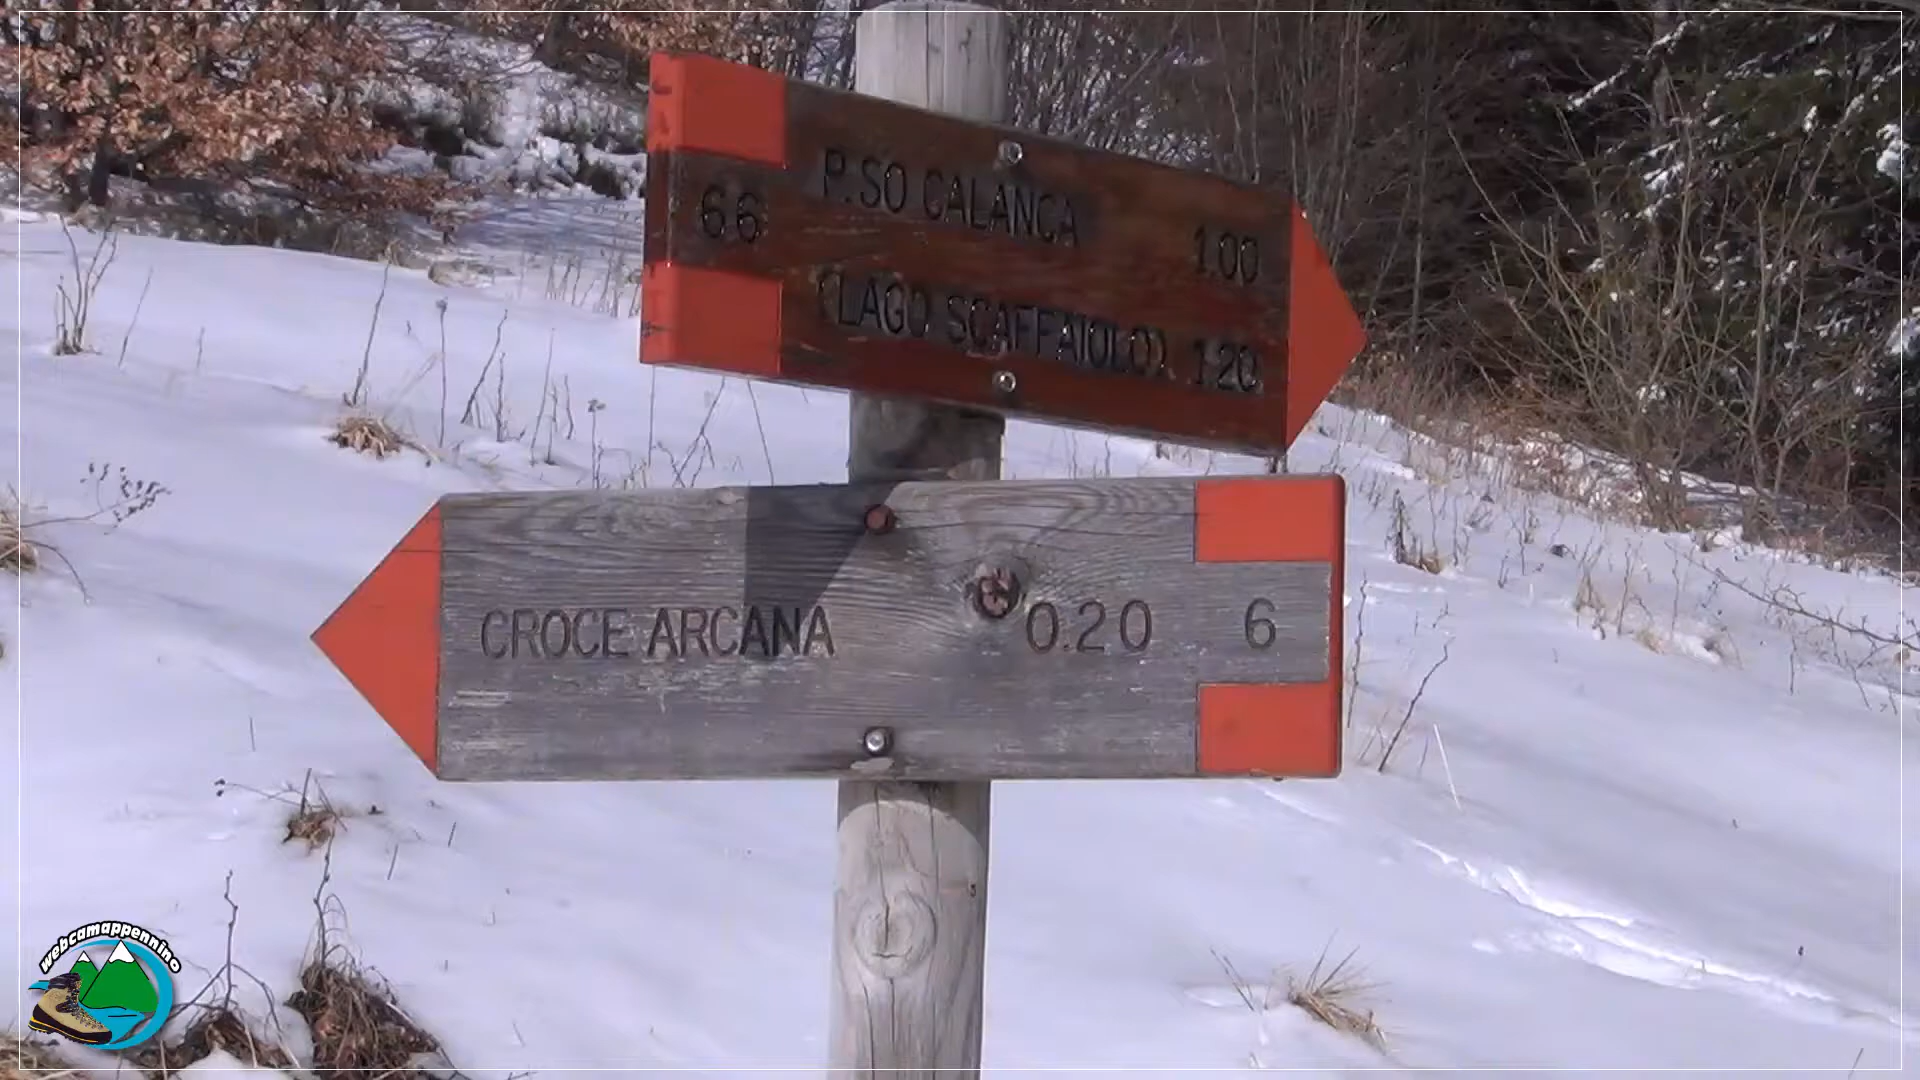 66 P.SO CALANCA 1.00
(LAGO SCAFFAIOLO) 1.20
CROCE ARCANA 0.20 6
webcamappennino